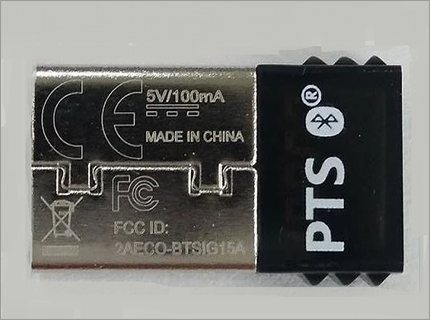 CE 5V/100mA
MADE IN CHINA
FC
FCC ID:
2AECO-BTSIG15A
PTS ®